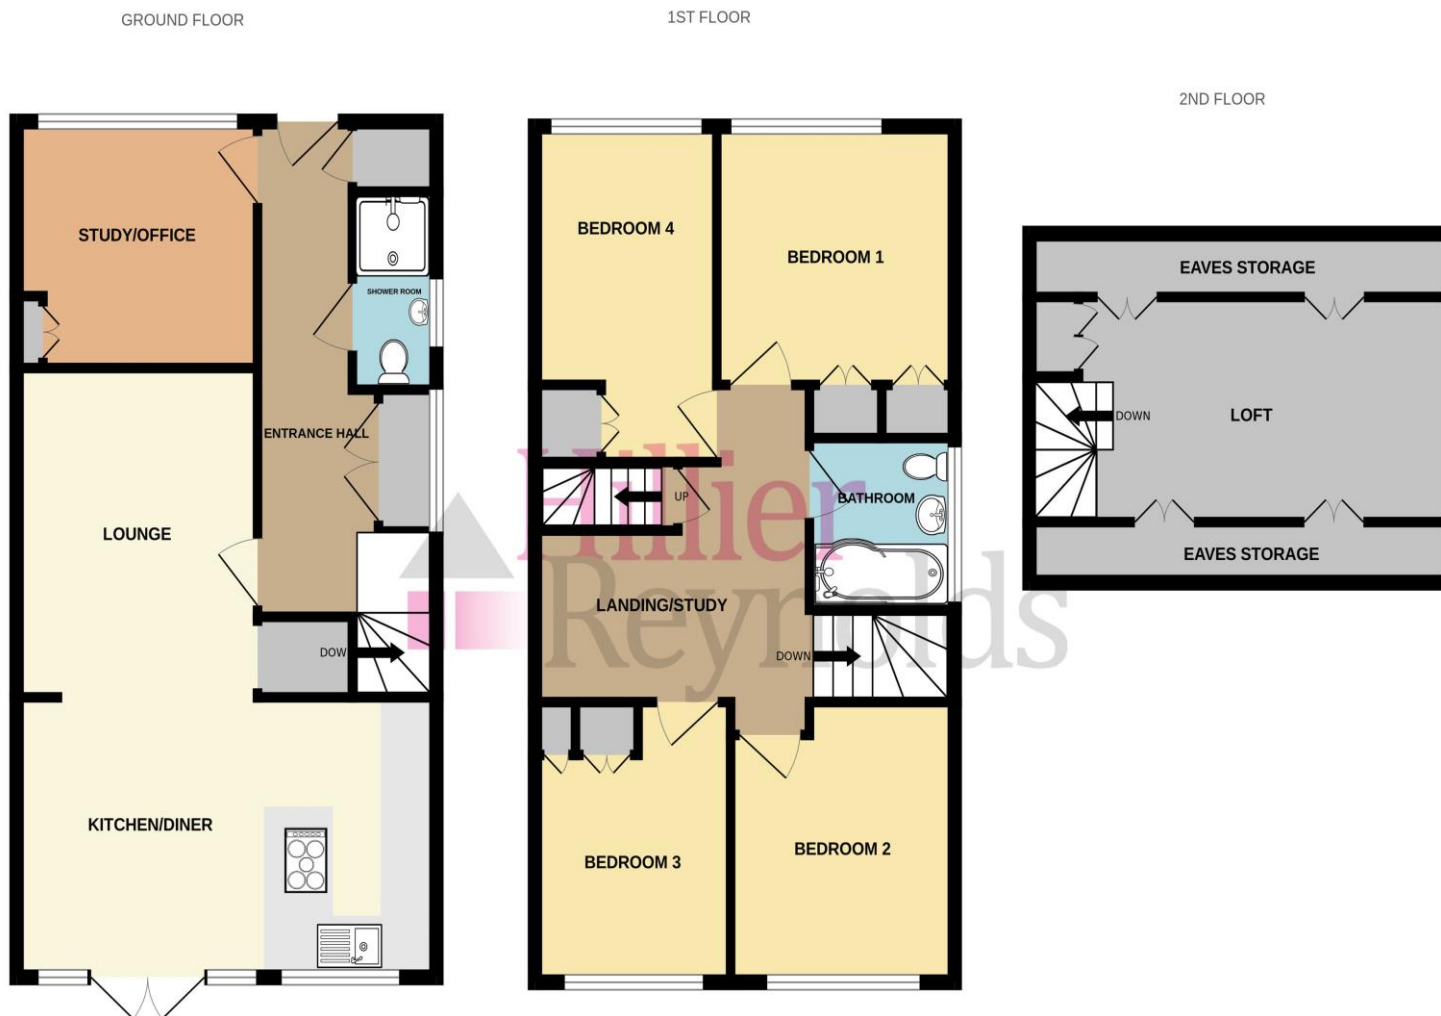 GROUND FLOOR
1ST FLOOR
2ND FLOOR
STUDY/OFFICE
SHOWER ROOM
ENTRANCE HALL
LOUNGE
DOW
KITCHEN/DINER
BEDROOM 4
BEDROOM 1
UP
BATHROOM
LANDING/STUDY
DOWN
BEDROOM 3
BEDROOM 2
EAVES STORAGE
DOWN
LOFT
EAVES STORAGE
Hillier
Reynolds